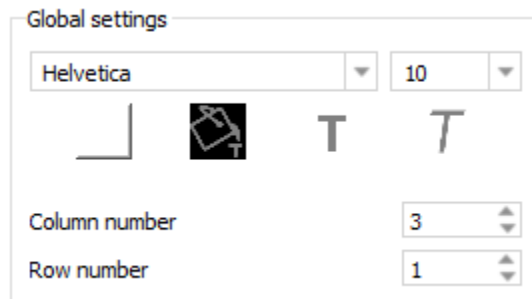 Global settings
Helvetica 10
T T T
Column number 3
Row number 1